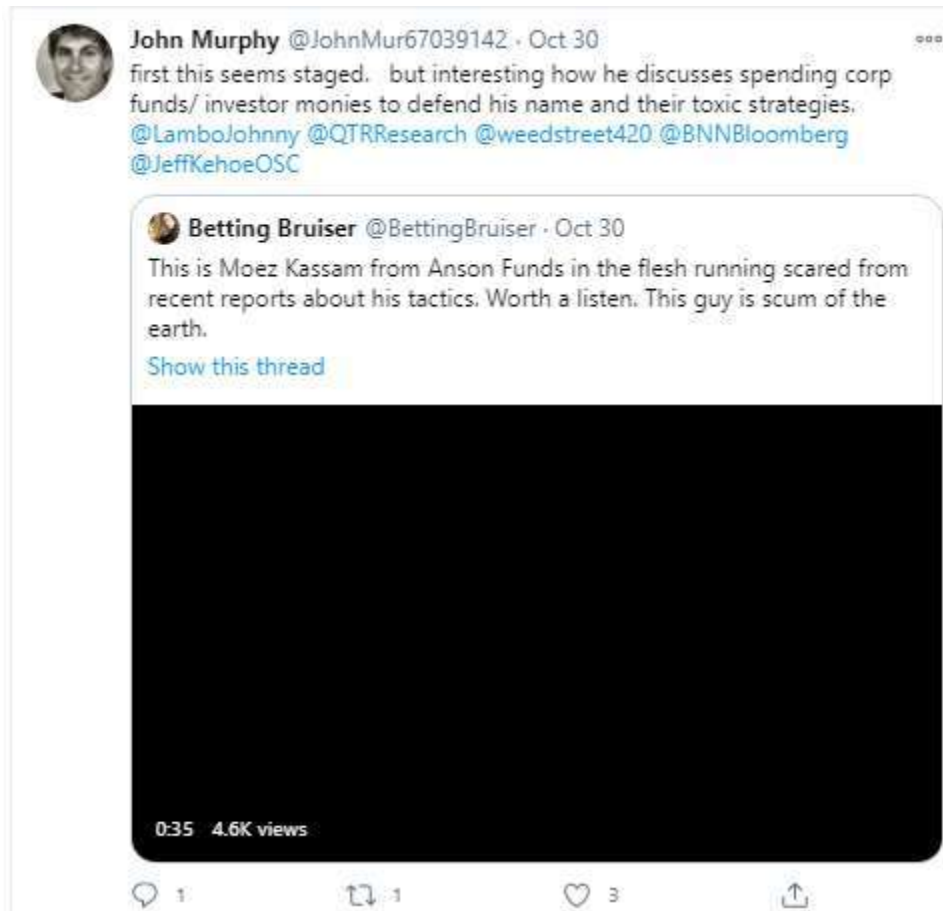 John Murphy @JohnMur67039142 · Oct 30
first this seems staged.   but interesting how he discusses spending corp
funds/ investor monies to defend his name and their toxic strategies.
@LamboJohnny @QTRResearch @weedstreet420 @BNNBloomberg
@JeffKehoeOSC
Betting Bruiser @BettingBruiser · Oct 30
This is Moez Kassam from Anson Funds in the flesh running scared from
recent reports about his tactics. Worth a listen. This guy is scum of the
earth.
Show this thread
0:35 4.6K views
1 1 3